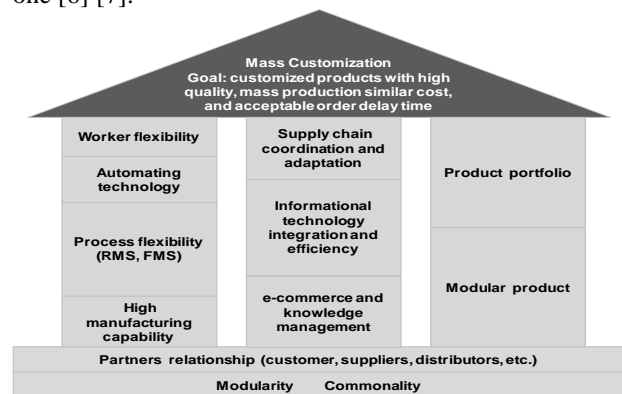 one [6] [7].
Mass Customization
Goal: customized products with high
quality, mass production similar cost,
and acceptable order delay time
Worker flexibility
Automating
technology
Process flexibility
(RMS, FMS)
High
manufacturing
capability
Supply chain
coordination and
adaptation
Informational
technology
integration and
efficiency
e-commerce and
knowledge
management
Product portfolio
Modular product
Partners relationship (customer, suppliers, distributors, etc.)
Modularity Commonality